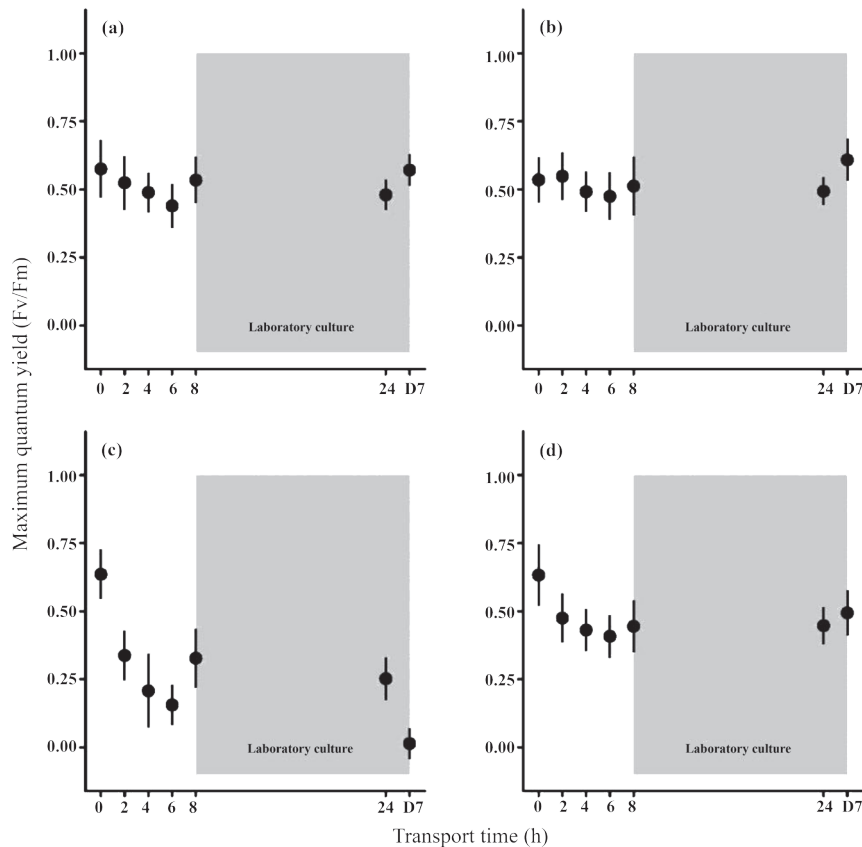 (a)
1.00
0.75
0.50
0.25
0.00
Laboratory culture
0 2 4 6 8 24 D7
(b)
1.00
0.75
0.50
0.25
0.00
Laboratory culture
0 2 4 6 8 24 D7
Maximum quantum yield (Fv/Fm)
(c)
1.00
0.75
0.50
0.25
0.00
Laboratory culture
0 2 4 6 8 24 D7
(d)
1.00
0.75
0.50
0.25
0.00
Laboratory culture
0 2 4 6 8 24 D7
Transport time (h)